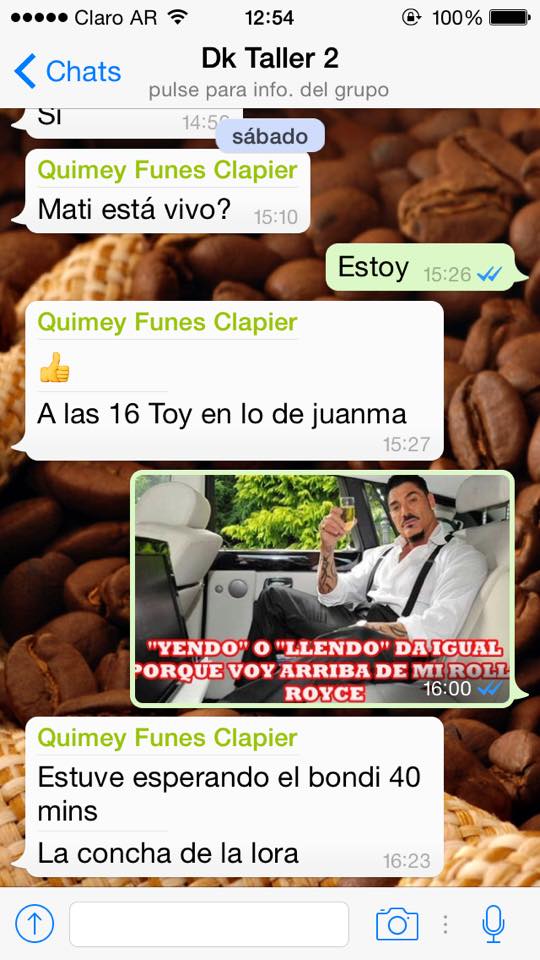 Claro AR 12:54 100%
Chats
Dk Taller 2
pulse para info. del grupo
Si 14:5
sábado
Quimey Funes Clapier
Mati está vivo? 15:10
Estoy 15:26
Quimey Funes Clapier
A las 16 Toy en lo de juanma
15:27
"YENDO" O "LLENDO" DA IGUAL
PORQUE VOY ARRIBA DE MI ROLL
ROYCE
16:00
Quimey Funes Clapier
Estuve esperando el bondi 40
mins
La concha de la lora 16:23